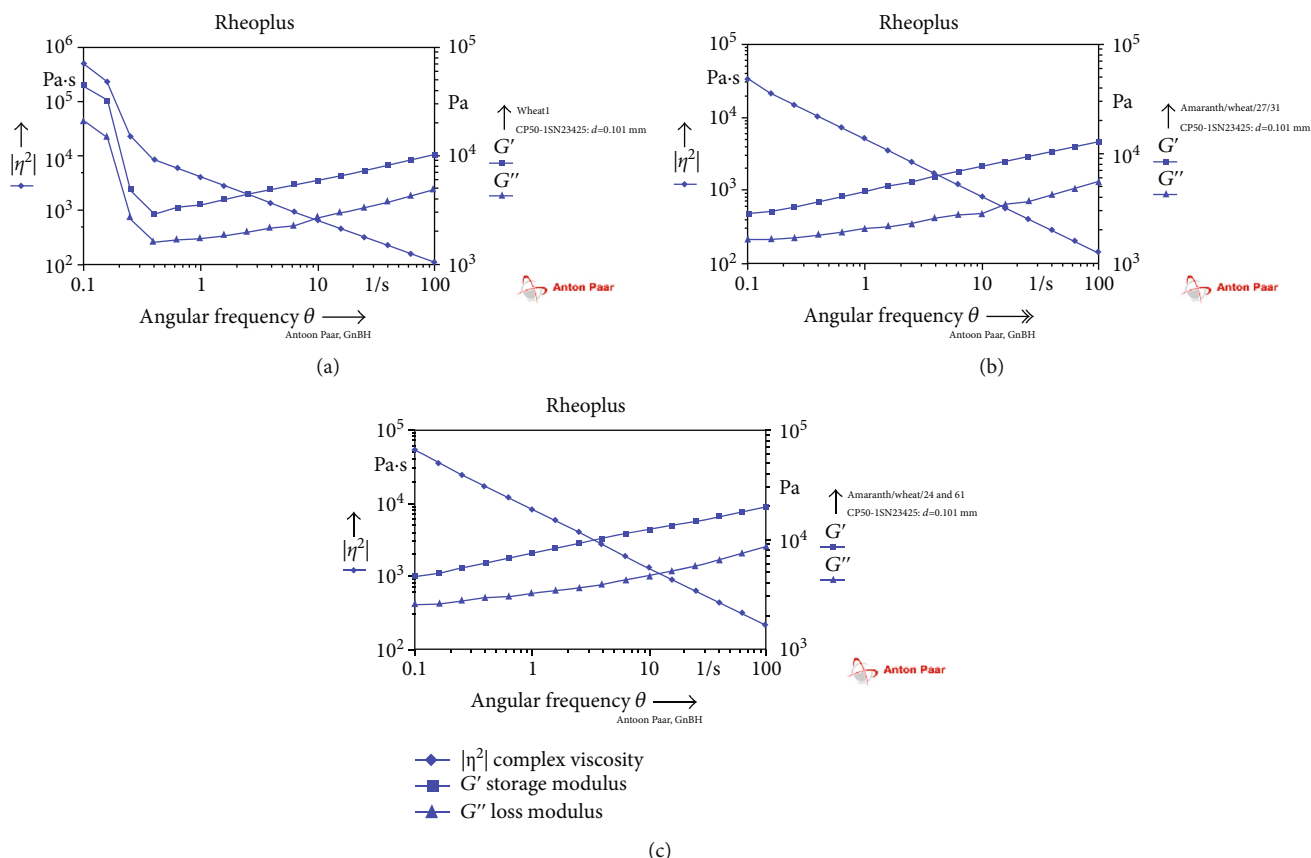 Rheoplus
10⁶
Pa·s
10⁵
10⁴
10³
10²
|η²|
10⁵
Pa
10⁴
10³
Wheat1
CP50-1SN23425: d=0.101 mm
G′
G′′
0.1
1
10
1/s
100
Angular frequency θ
Antoon Paar, GnBH
Anton Paar
(a)
Rheoplus
10⁵
Pa·s
10⁴
10³
10²
|η²|
10⁵
Pa
10⁴
10³
Amaranth/wheat/27/31
CP50-1SN23425: d=0.101 mm
G′
G′′
0.1
1
10
1/s
100
Angular frequency θ
Antoon Paar, GnBH
Anton Paar
(b)
Rheoplus
10⁵
Pa·s
10⁴
10³
10²
|η²|
10⁵
Pa
10⁴
10³
Amaranth/wheat/24 and 61
CP50-1SN23425: d=0.101 mm
G′
G′′
0.1
1
10
1/s
100
Angular frequency θ
Antoon Paar, GnBH
Anton Paar
|η²| complex viscosity
G′ storage modulus
G′′ loss modulus
(c)